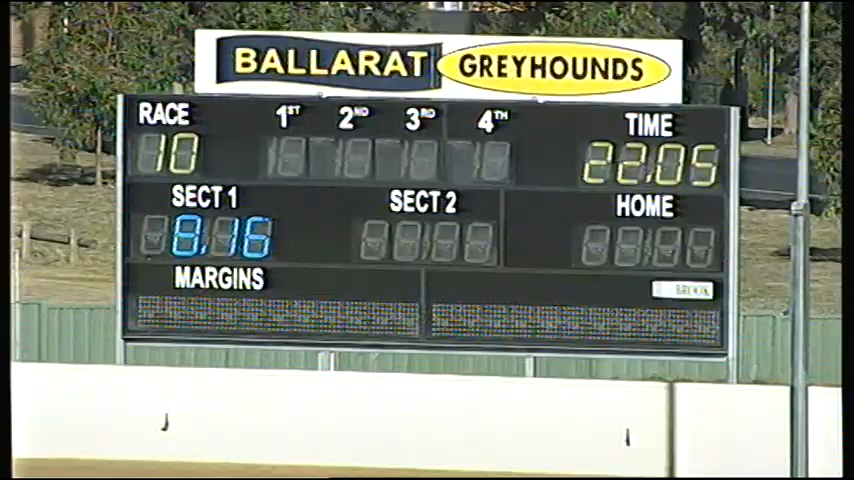 BALLARAT GREYHOUNDS
RACE 1ST 2ND 3RD 4TH TIME
10 22.05
SECT 1 SECT 2 HOME
8.16
MARGINS
BROOK